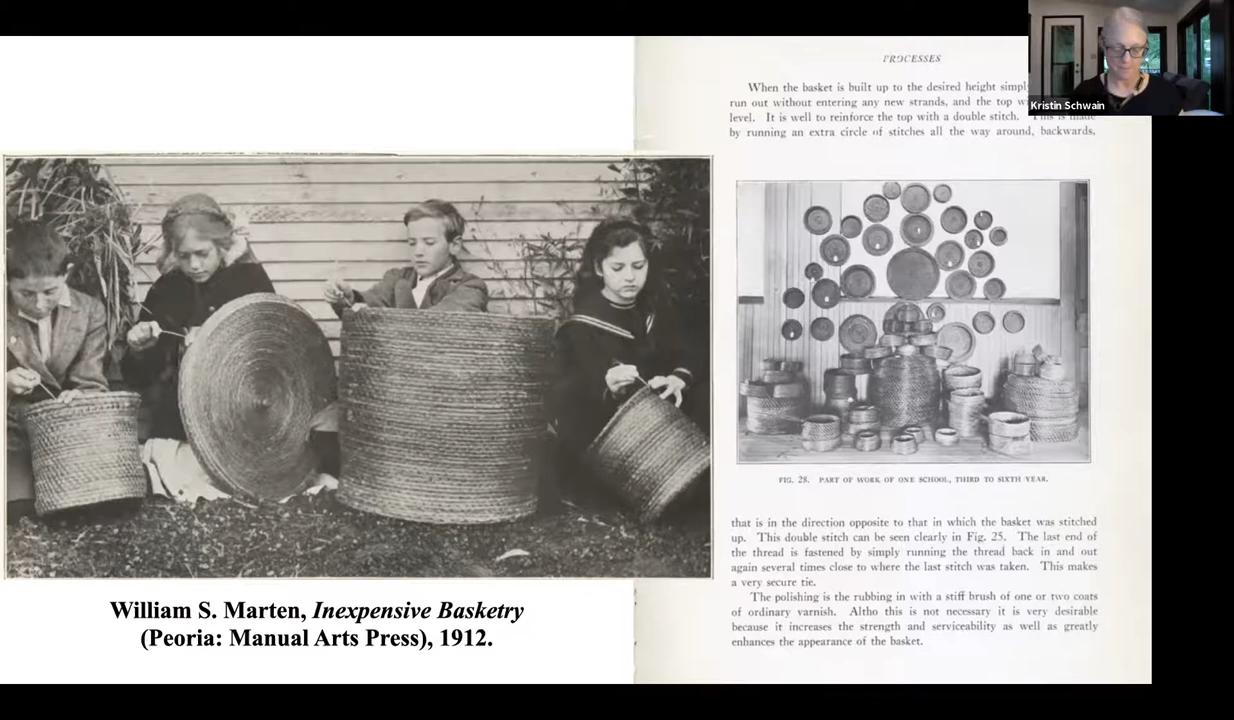 PROCESSES
When the basket is built up to the desired height simply
run out without entering any new strands, and the top
level. It is well to reinforce the top with a double stitch. This is made
by running an extra circle of stitches all the way around, backwards,
Kristin Schwain
FIG. 28. PART OF WORK OF ONE SCHOOL, THIRD TO SIXTH YEAR.
that is in the direction opposite to that in which the basket was stitched
up. This double stitch can be seen clearly in Fig. 25. The last end of
the thread is fastened by simply running the thread back in and out
again several times close to where the last stitch was taken. This makes
a very secure tie.
The polishing is the rubbing in with a stiff brush of one or two coats
of ordinary varnish. Altho this is not necessary it is very desirable
because it increases the strength and serviceability as well as greatly
enhances the appearance of the basket.
William S. Marten, Inexpensive Basketry
(Peoria: Manual Arts Press), 1912.